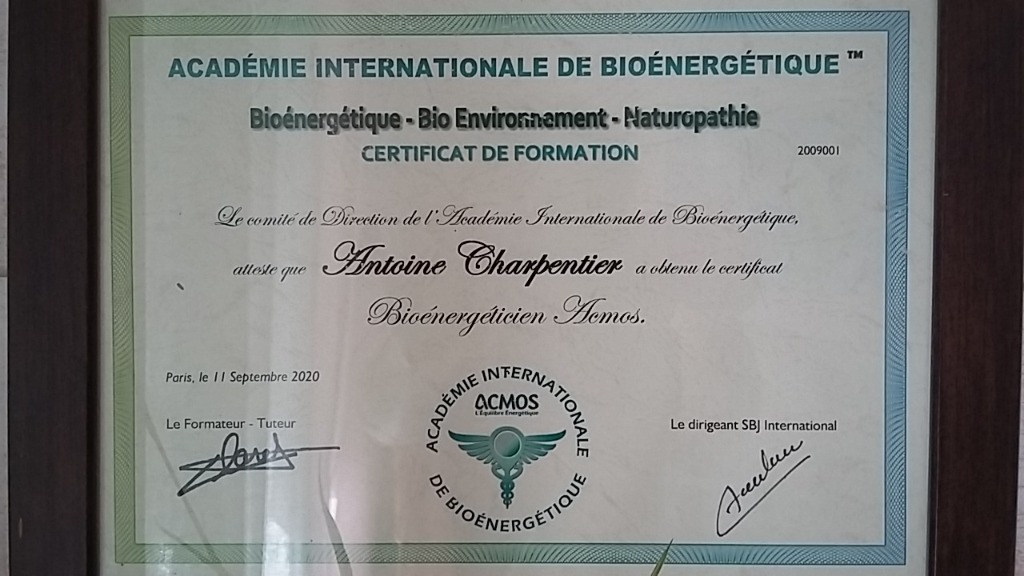 ACADÉMIE INTERNATIONALE DE BIOÉNERGÉTIQUE ™
Bioénergétique - Bio Environnement - Naturopathie
CERTIFICAT DE FORMATION
2009001
Le comité de Direction de l'Académie Internationale de Bioénergétique,
atteste que Antoine Charpentier a obtenu le certificat
Bioénergéticien Acmos.
Paris, le 11 Septembre 2020
Le Formateur - Tuteur
Le dirigeant SBJ International
ACADÉMIE INTERNATIONALE
ACMOS
L'Équilibre Énergétique
DE BIOÉNERGÉTIQUE